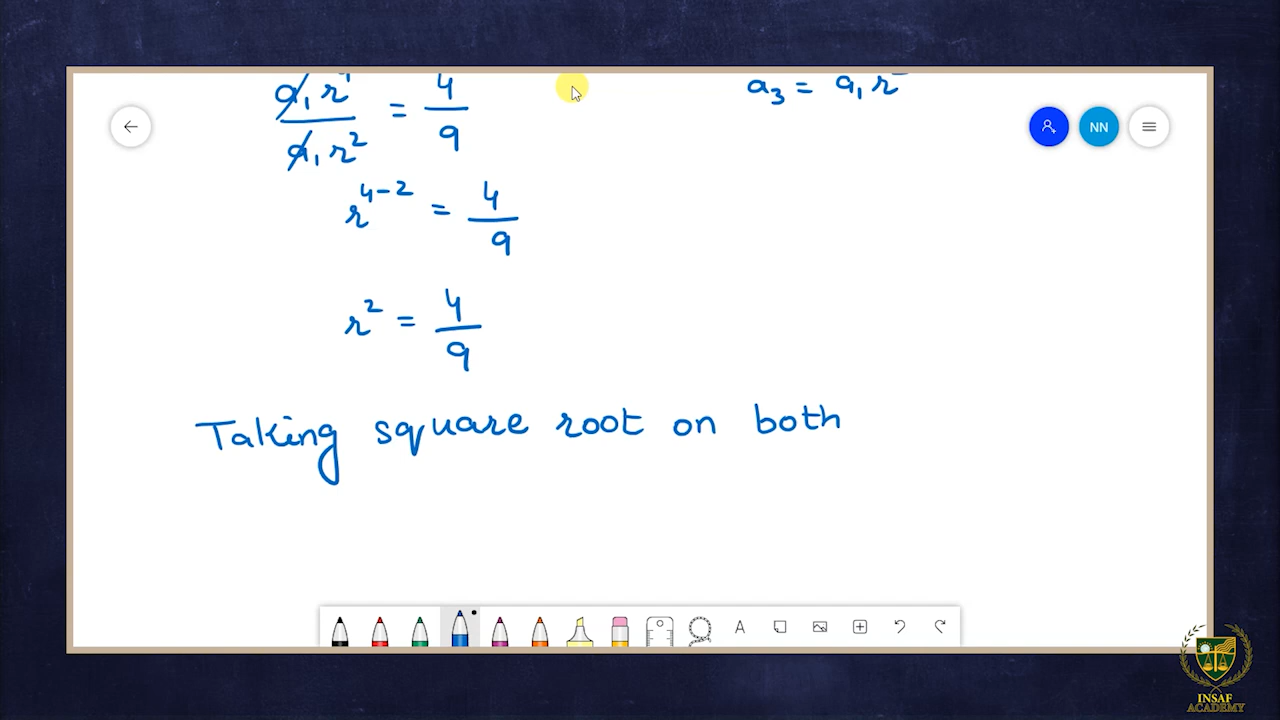 a₁r⁴ / a₁r² = 4/9
a₃ = a₁r²
NN
r⁴⁻² = 4/9
r² = 4/9
Taking square root on both
A
INSAF
ACADEMY